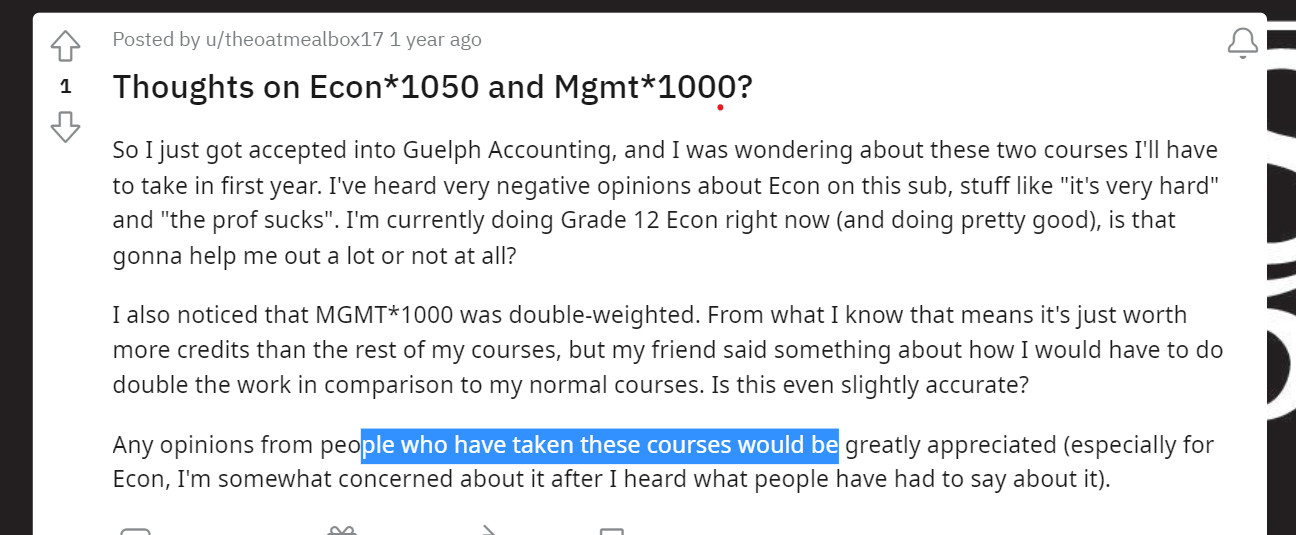 Posted by u/theoatmealbox17 1 year ago
1
Thoughts on Econ*1050 and Mgmt*1000?
So I just got accepted into Guelph Accounting, and I was wondering about these two courses I'll have
to take in first year. I've heard very negative opinions about Econ on this sub, stuff like "it's very hard"
and "the prof sucks". I'm currently doing Grade 12 Econ right now (and doing pretty good), is that
gonna help me out a lot or not at all?
I also noticed that MGMT*1000 was double-weighted. From what I know that means it's just worth
more credits than the rest of my courses, but my friend said something about how I would have to do
double the work in comparison to my normal courses. Is this even slightly accurate?
Any opinions from people who have taken these courses would be greatly appreciated (especially for
Econ, I'm somewhat concerned about it after I heard what people have had to say about it).